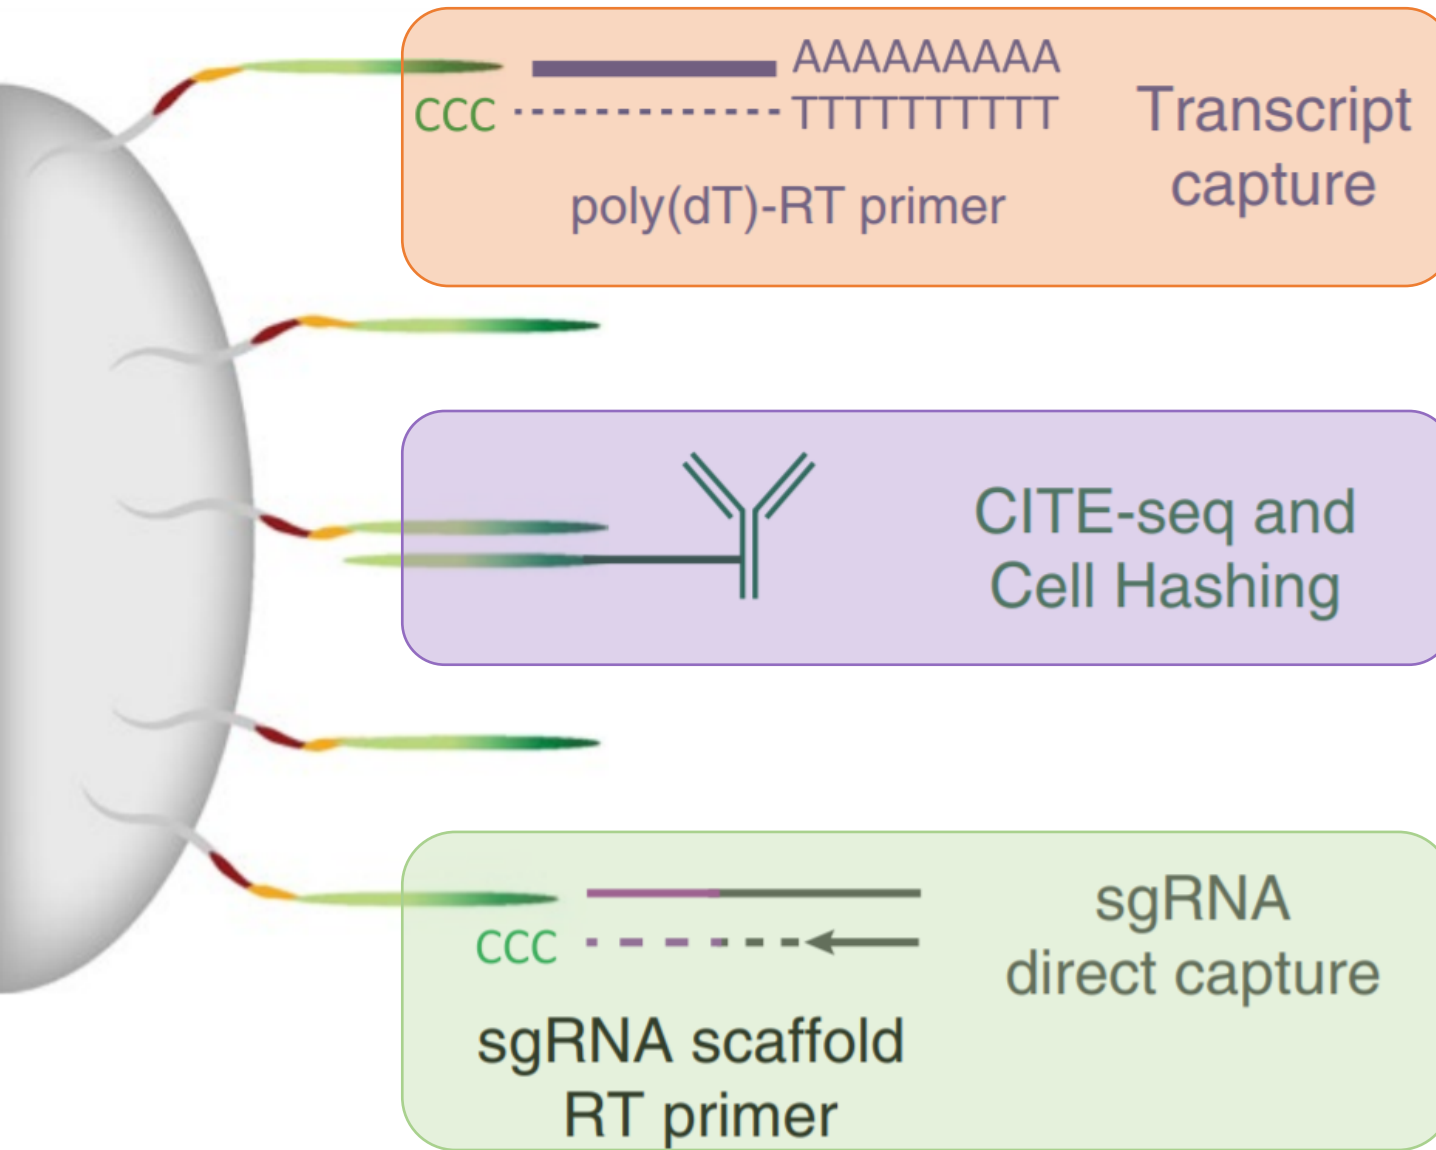 AAAAAAAAAA
CCC TTTTTTTTTT
Transcript
capture
poly(dT)-RT primer
CITE-seq and
Cell Hashing
sgRNA
direct capture
CCC
sgRNA scaffold
RT primer